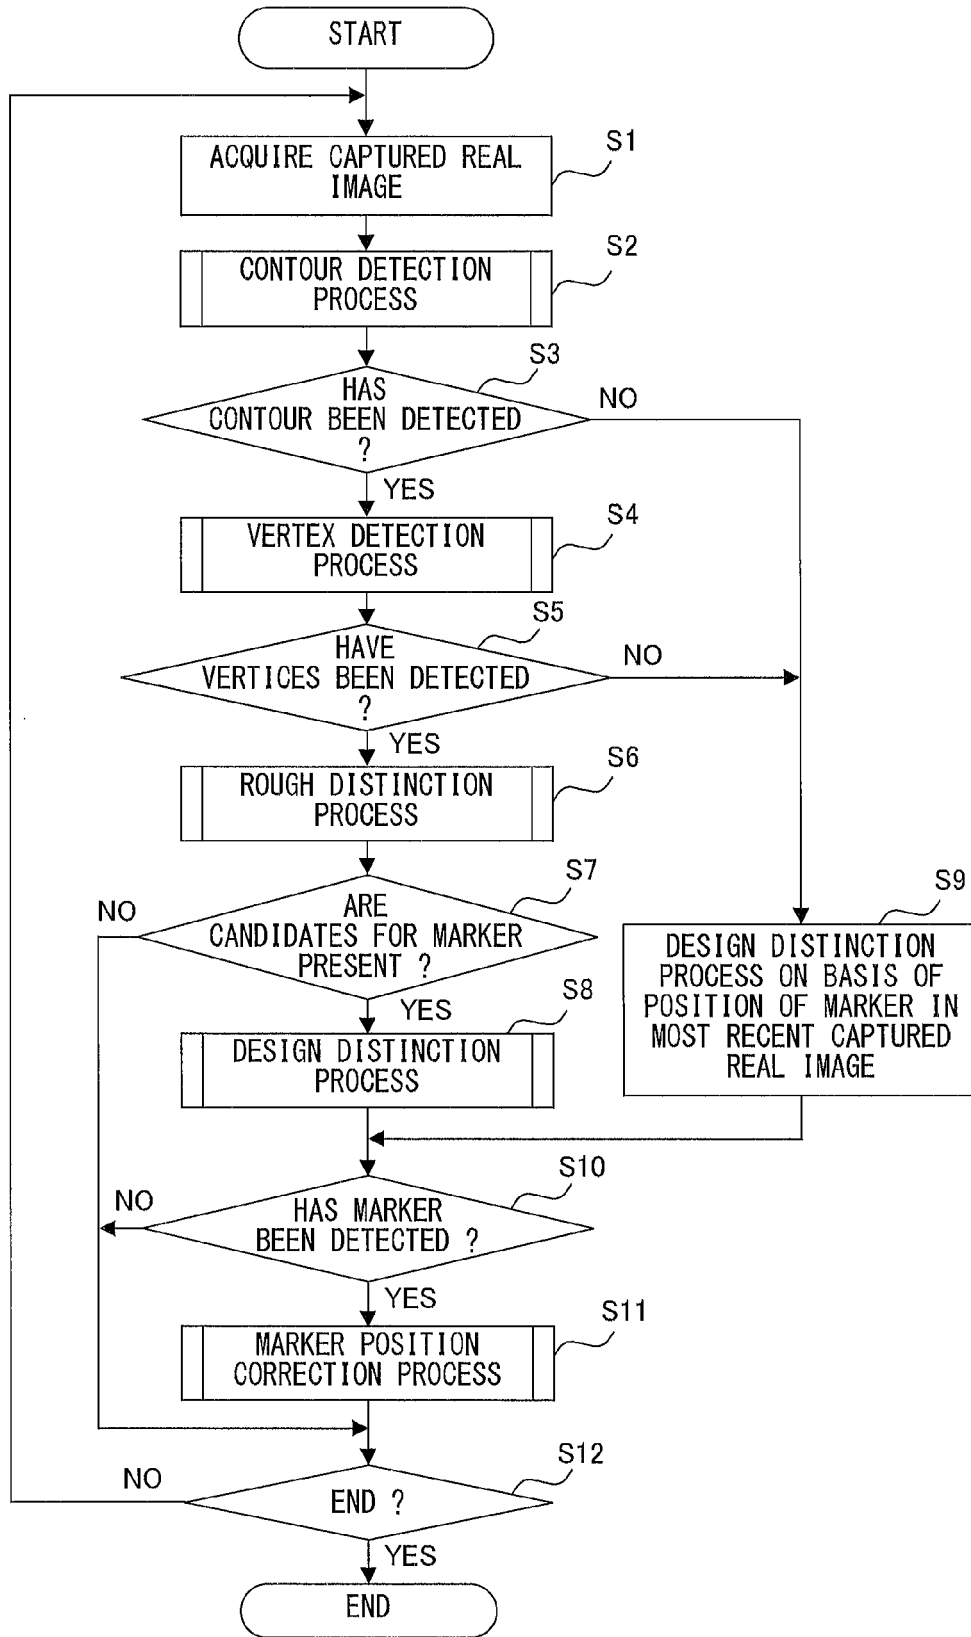 START
ACQUIRE CAPTURED REAL
IMAGE
S1
CONTOUR DETECTION
PROCESS
S2
HAS
CONTOUR BEEN DETECTED
?
S3
NO
YES
VERTEX DETECTION
PROCESS
S4
HAVE
VERTICES BEEN DETECTED
?
S5
NO
YES
ROUGH DISTINCTION
PROCESS
S6
ARE
CANDIDATES FOR MARKER
PRESENT ?
S7
NO
YES
DESIGN DISTINCTION
PROCESS
S8
DESIGN DISTINCTION
PROCESS ON BASIS OF
POSITION OF MARKER IN
MOST RECENT CAPTURED
REAL IMAGE
S9
HAS MARKER
BEEN DETECTED ?
S10
NO
YES
MARKER POSITION
CORRECTION PROCESS
S11
END ?
S12
NO
YES
END